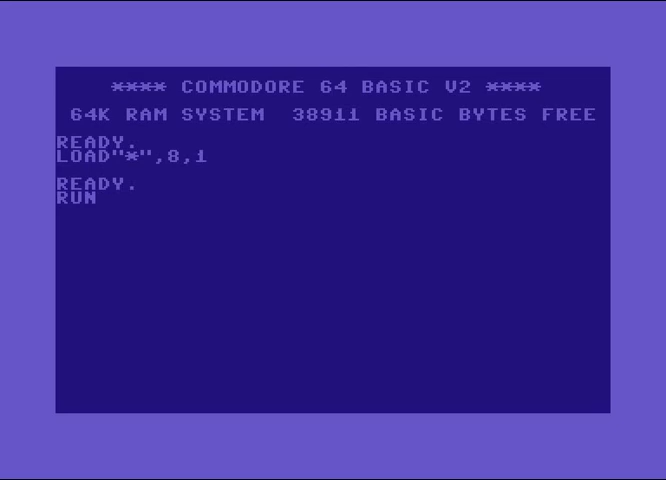 **** COMMODORE 64 BASIC V2 ****
64K RAM SYSTEM  38911 BASIC BYTES FREE
READY.
LOAD"*",8,1
READY.
RUN